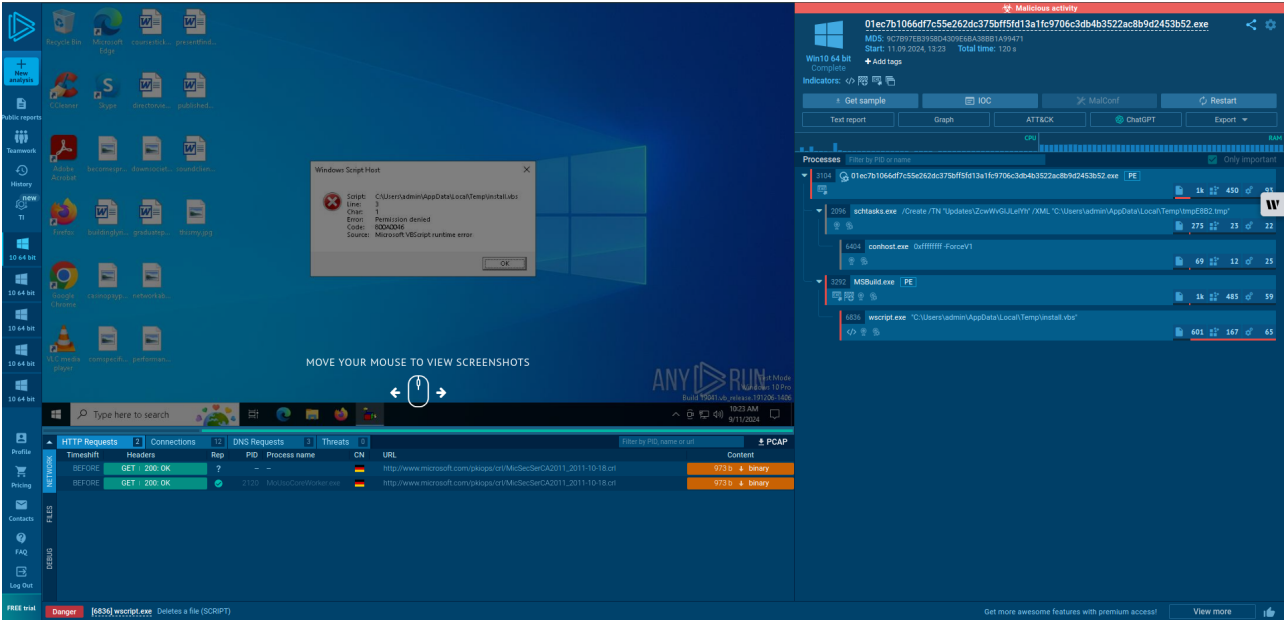 Malicious activity
01ec7b1066df7c55e262dc375bff5fd13a1fc9706c3db4b3522ac8b9d2453b52.exe
MD5: 9C7B97EB3958D4309E6BA38BB1A99471
Start: 11.09.2024, 13:23 Total time: 120 s
Win10 64 bit
Complete
+ Add tags
Indicators:
Get sample
IOC
MalConf
Restart
Text report
Graph
ATT&CK
ChatGPT
Export
CPU
RAM
Processes
Filter by PID or name
Only important
3104 01ec7b1066df7c55e262dc375bff5fd13a1fc9706c3db4b3522ac8b9d2453b52.exe PE
1k 450 93
2096 schtasks.exe /Create /TN
275 23 22
6404 conhost.exe 0xffffffff -ForceV1
69 12 25
3292 MSBuild.exe PE
1k 485 59
6836 wscript.exe "C:\Users\admin\AppData\Local\Temp\install.vbs"
601 167 65
New analysis
Public reports
Teamwork
History
new
TI
10 64 bit
10 64 bit
10 64 bit
10 64 bit
10 64 bit
Profile
Pricing
Contacts
FAQ
Log Out
FREE trial
Recycle Bin
Microsoft Edge
CCleaner
Skype
Adobe Acrobat
Firefox
Google Chrome
VLC media player
Windows Script Host
Script: C:\Users\admin\AppData\Local\Temp\install.vbs
Line: 3
Char: 1
Error: Permission denied
Code: 800A0046
Source: Microsoft VBScript runtime error
OK
MOVE YOUR MOUSE TO VIEW SCREENSHOTS
ANY RUN
Test Mode
Windows 10 Pro
Build 19041.vb_release.191206-1406
Type here to search
10:23 AM
9/11/2024
HTTP Requests 2
Connections 12
DNS Requests 3
Threats 0
Filter by PID, name or url
PCAP
NETWORK
FILES
DEBUG
Timeshift Headers Rep PID Process name CN URL Content
BEFORE GET 200: OK ? – – http://www.microsoft.com/pkiops/crl/MicSecSerCA2011_2011-10-18.crl 973 b binary
BEFORE GET 200: OK 2120 MoUsoCoreWorker.exe http://www.microsoft.com/pkiops/crl/MicSecSerCA2011_2011-10-18.crl 973 b binary
Danger [6836] wscript.exe Deletes a file (SCRIPT)
Get more awesome features with premium access!
View more